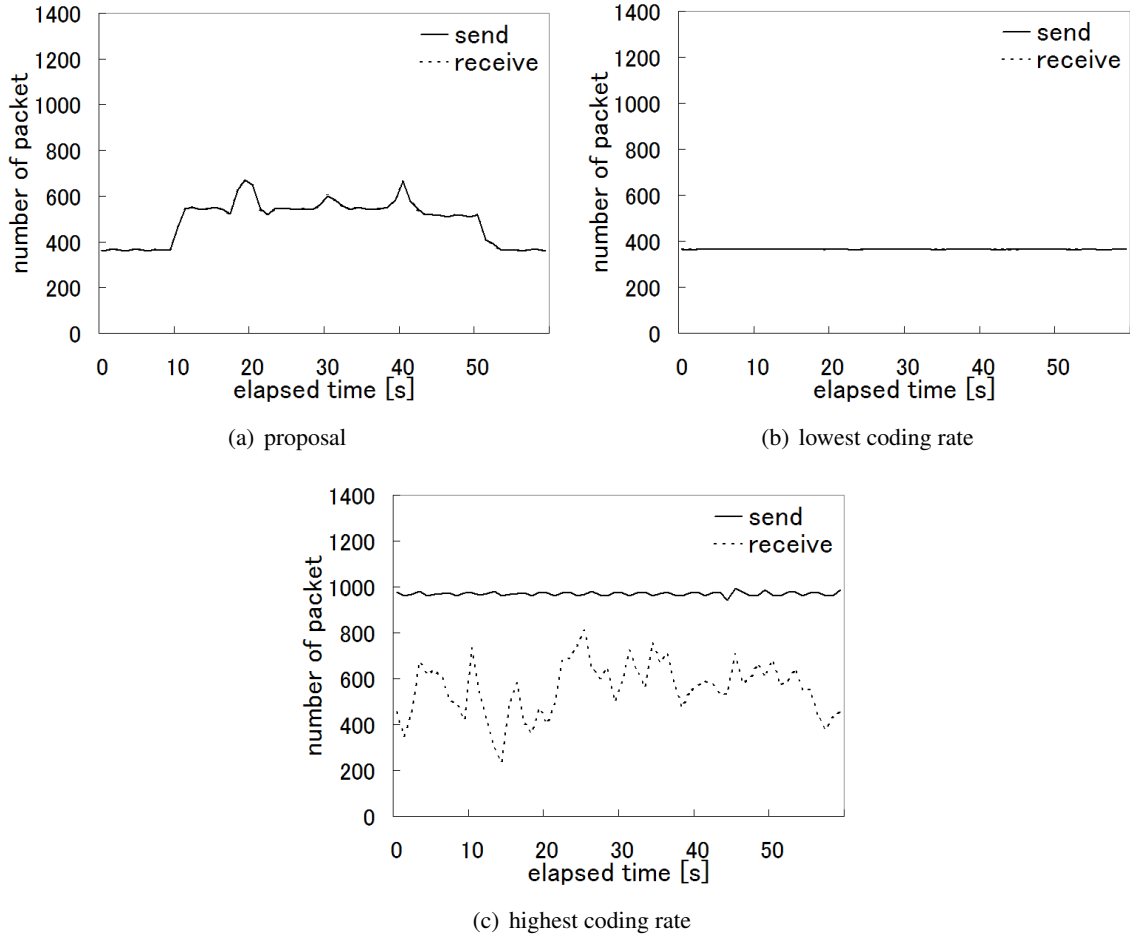 1400
1200
1000
800
600
400
200
0
number of packet
send
receive
0 10 20 30 40 50
elapsed time [s]
(a) proposal
1400
1200
1000
800
600
400
200
0
number of packet
send
receive
0 10 20 30 40 50
elapsed time [s]
(b) lowest coding rate
1400
1200
1000
800
600
400
200
0
number of packet
send
receive
0 10 20 30 40 50
elapsed time [s]
(c) highest coding rate